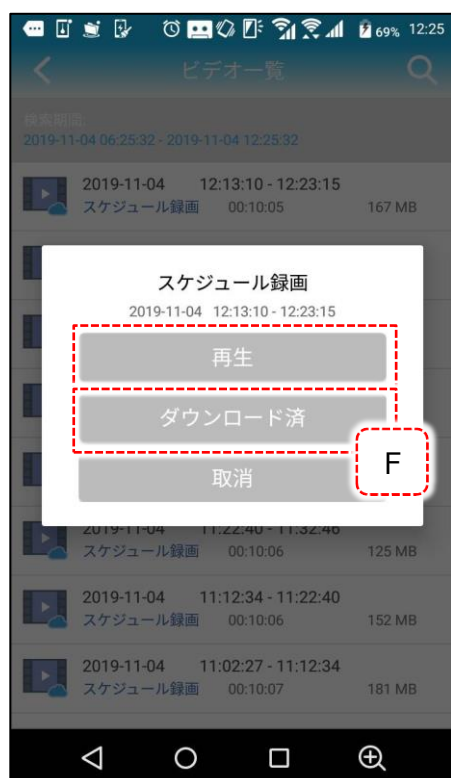 69% 12:25
ビデオ一覧
検索期間:
2019-11-04 06:25:32 - 2019-11-04 12:25:32
2019-11-04 12:13:10 - 12:23:15
スケジュール録画 00:10:05 167 MB
スケジュール録画
2019-11-04 12:13:10 - 12:23:15
再生
ダウンロード済
F
取消
2019-11-04 11:22:40 - 11:32:46
スケジュール録画 00:10:06 125 MB
2019-11-04 11:12:34 - 11:22:40
スケジュール録画 00:10:06 152 MB
2019-11-04 11:02:27 - 11:12:34
スケジュール録画 00:10:07 181 MB